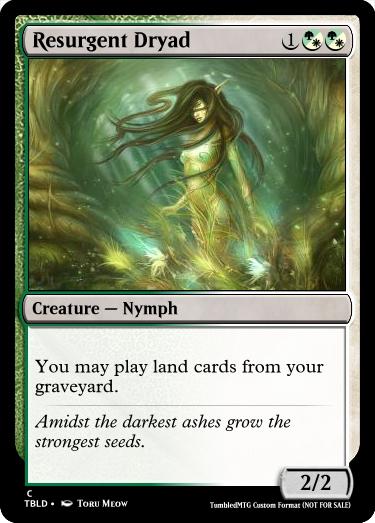 Resurgent Dryad 1
Creature — Nymph
You may play land cards from your
graveyard.
Amidst the darkest ashes grow the
strongest seeds.
2/2
C
TBLD • Toru Meow
TumbledMTG Custom Format (NOT FOR SALE)